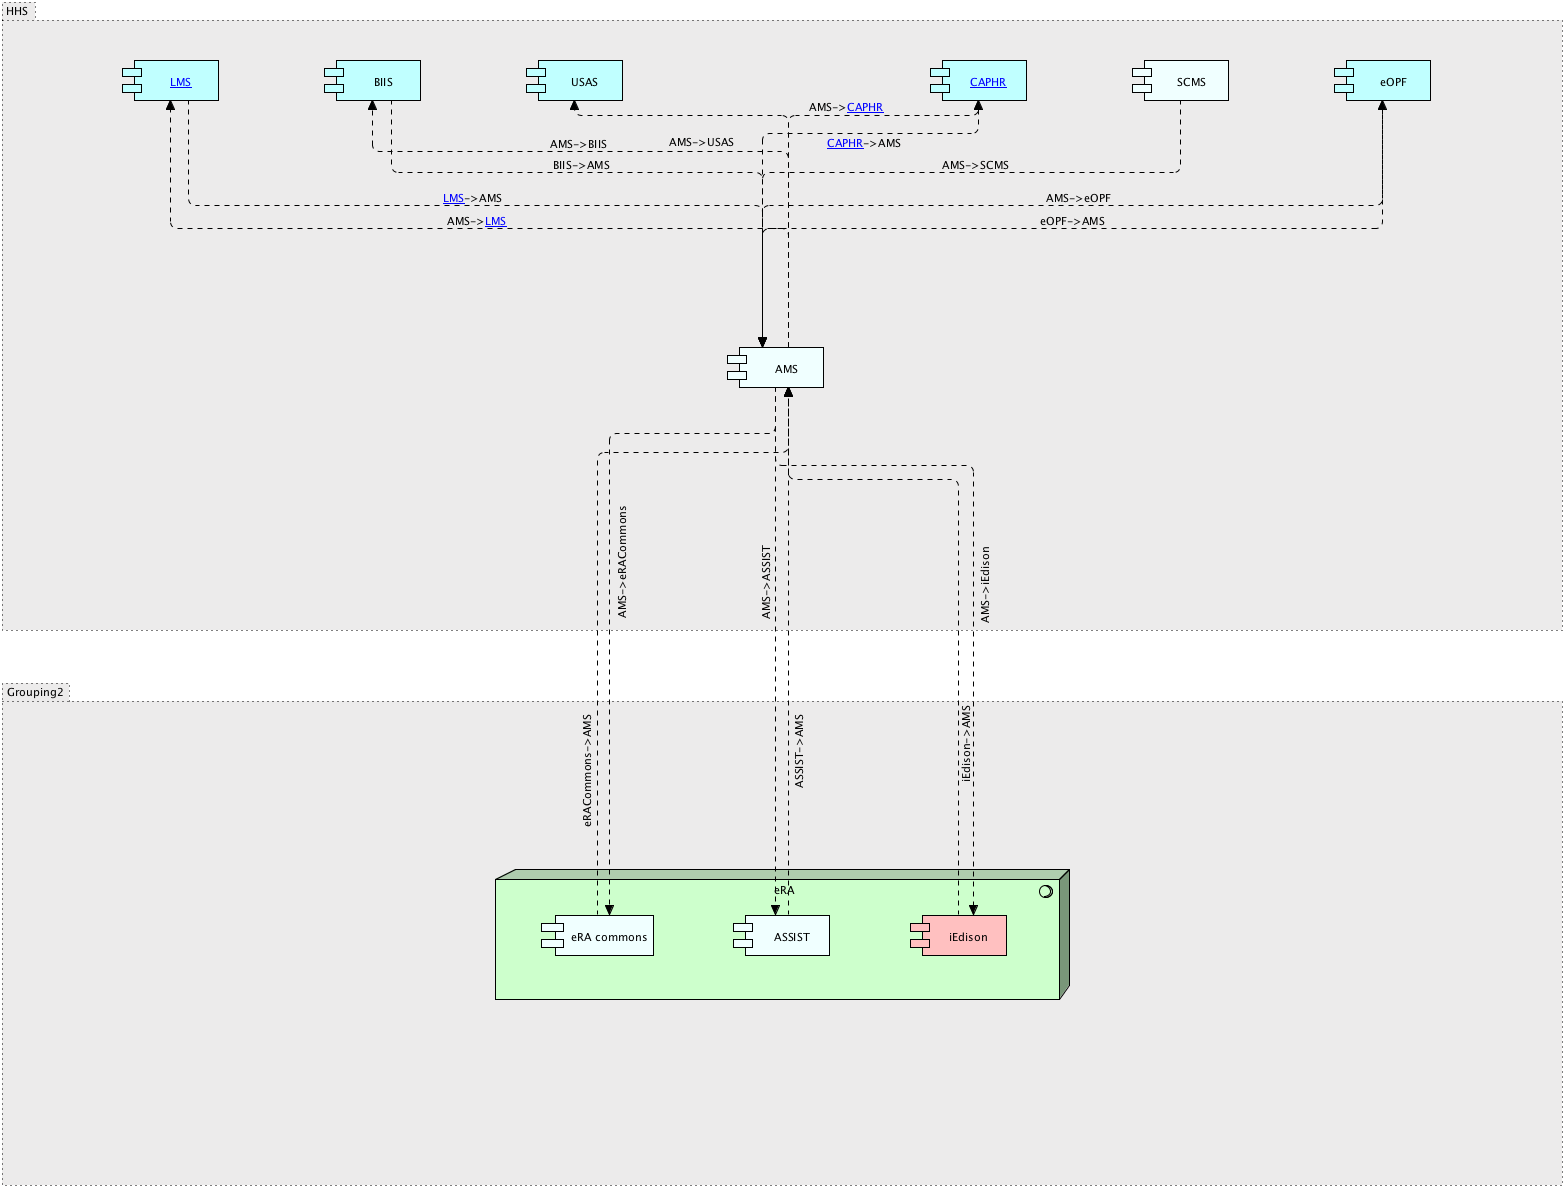 HHS
LMS
BIIS
USAS
CAPHR
SCMS
eOPF
AMS->CAPHR
AMS->BIIS
AMS->USAS
CAPHR->AMS
BIIS->AMS
AMS->SCMS
LMS->AMS
AMS->eOPF
AMS->LMS
eOPF->AMS
AMS
AMS->eRACommons
AMS->ASSIST
AMS->iEdison
Grouping2
eRACommons->AMS
ASSIST->AMS
iEdison->AMS
eRA
eRA commons
ASSIST
iEdison